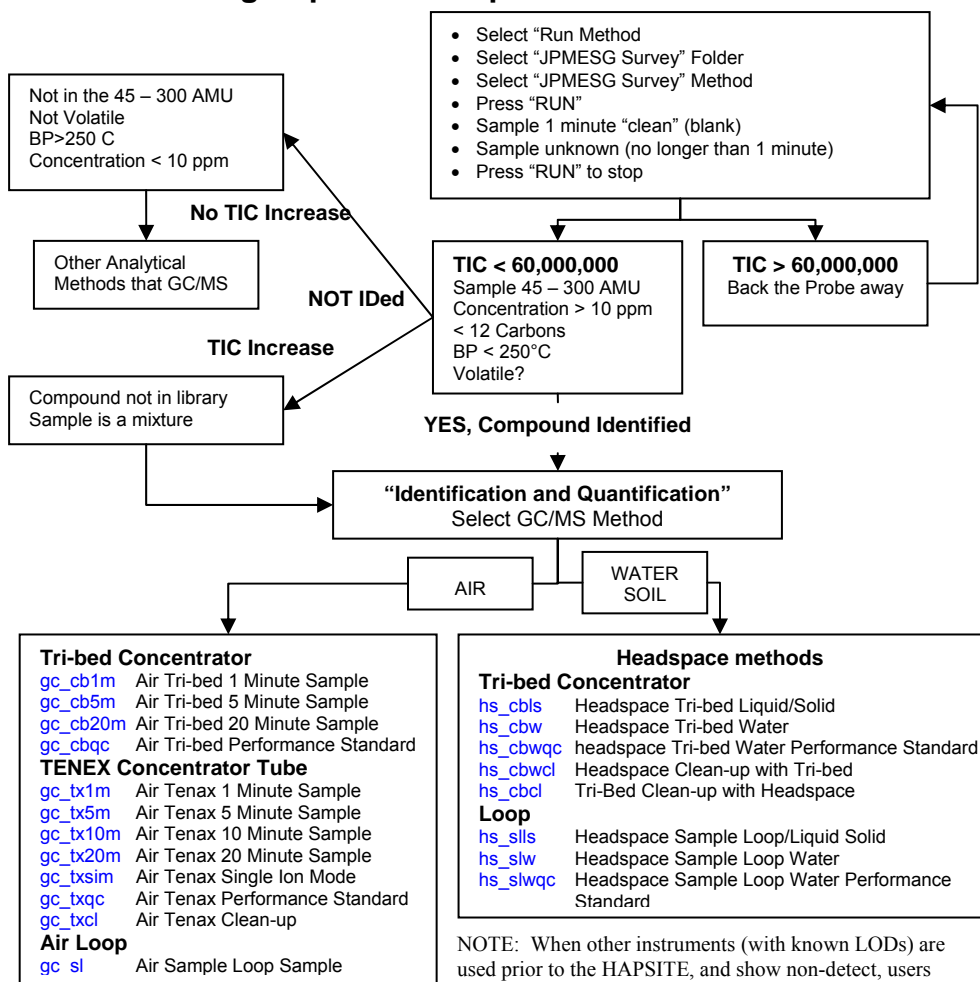 • Select “Run Method
• Select “JPMESG Survey” Folder
• Select “JPMESG Survey” Method
• Press “RUN”
• Sample 1 minute “clean” (blank)
• Sample unknown (no longer than 1 minute)
• Press “RUN” to stop
Not in the 45 – 300 AMU
Not Volatile
BP>250 C
Concentration < 10 ppm
No TIC Increase
Other Analytical
Methods that GC/MS
NOT IDed
TIC < 60,000,000
Sample 45 – 300 AMU
Concentration > 10 ppm
< 12 Carbons
BP < 250°C
Volatile?
TIC > 60,000,000
Back the Probe away
TIC Increase
Compound not in library
Sample is a mixture
YES, Compound Identified
“Identification and Quantification”
Select GC/MS Method
AIR
WATER
SOIL
Tri-bed Concentrator
gc_cb1m Air Tri-bed 1 Minute Sample
gc_cb5m Air Tri-bed 5 Minute Sample
gc_cb20m Air Tri-bed 20 Minute Sample
gc_cbqc Air Tri-bed Performance Standard
TENEX Concentrator Tube
gc_tx1m Air Tenax 1 Minute Sample
gc_tx5m Air Tenax 5 Minute Sample
gc_tx10m Air Tenax 10 Minute Sample
gc_tx20m Air Tenax 20 Minute Sample
gc_txsim Air Tenax Single Ion Mode
gc_txqc Air Tenax Performance Standard
gc_txcl Air Tenax Clean-up
Air Loop
gc_sl Air Sample Loop Sample
Headspace methods
Tri-bed Concentrator
hs_cbls Headspace Tri-bed Liquid/Solid
hs_cbw Headspace Tri-bed Water
hs_cbwqc headspace Tri-bed Water Performance Standard
hs_cbwcl Headspace Clean-up with Tri-bed
hs_cbcl Tri-Bed Clean-up with Headspace
Loop
hs_slls Headspace Sample Loop/Liquid Solid
hs_slw Headspace Sample Loop Water
hs_slwqc Headspace Sample Loop Water Performance
Standard
NOTE: When other instruments (with known LODs) are
used prior to the HAPSITE, and show non-detect, users